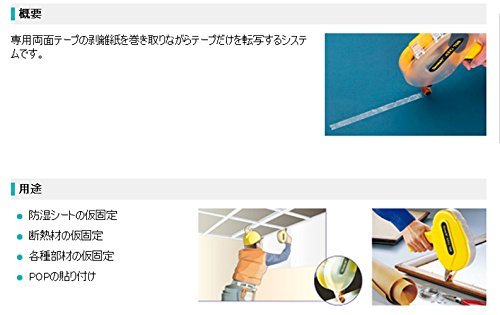 概要
専用両面テープの剥離紙を巻き取りながらテープだけを転写するシステ
ムです。
用途
防湿シートの仮固定
断熱材の仮固定
各種部材の仮固定
POPの貼り付け